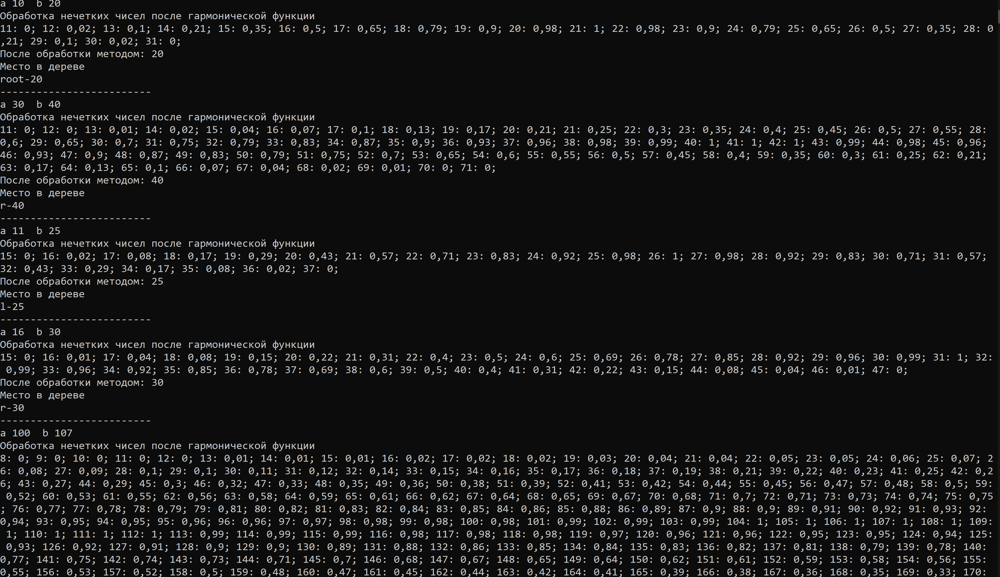 a 10  b 20
Обработка нечетких чисел после гармонической функции
11: 0; 12: 0,02; 13: 0,1; 14: 0,21; 15: 0,35; 16: 0,5; 17: 0,65; 18: 0,79; 19: 0,9; 20: 0,98; 21: 1; 22: 0,98; 23: 0,9; 24: 0,79; 25: 0,65; 26: 0,5; 27: 0,35; 28: 0
,21; 29: 0,1; 30: 0,02; 31: 0;
После обработки методом: 20
Место в дереве
root-20
-------------------------
a 30  b 40
Обработка нечетких чисел после гармонической функции
11: 0; 12: 0; 13: 0,01; 14: 0,02; 15: 0,04; 16: 0,07; 17: 0,1; 18: 0,13; 19: 0,17; 20: 0,21; 21: 0,25; 22: 0,3; 23: 0,35; 24: 0,4; 25: 0,45; 26: 0,5; 27: 0,55; 28:
0,6; 29: 0,65; 30: 0,7; 31: 0,75; 32: 0,79; 33: 0,83; 34: 0,87; 35: 0,9; 36: 0,93; 37: 0,96; 38: 0,98; 39: 0,99; 40: 1; 41: 1; 42: 1; 43: 0,99; 44: 0,98; 45: 0,96;
46: 0,93; 47: 0,9; 48: 0,87; 49: 0,83; 50: 0,79; 51: 0,75; 52: 0,7; 53: 0,65; 54: 0,6; 55: 0,55; 56: 0,5; 57: 0,45; 58: 0,4; 59: 0,35; 60: 0,3; 61: 0,25; 62: 0,21;
63: 0,17; 64: 0,13; 65: 0,1; 66: 0,07; 67: 0,04; 68: 0,02; 69: 0,01; 70: 0; 71: 0;
После обработки методом: 40
Место в дереве
r-40
-------------------------
a 11  b 25
Обработка нечетких чисел после гармонической функции
15: 0; 16: 0,02; 17: 0,08; 18: 0,17; 19: 0,29; 20: 0,43; 21: 0,57; 22: 0,71; 23: 0,83; 24: 0,92; 25: 0,98; 26: 1; 27: 0,98; 28: 0,92; 29: 0,83; 30: 0,71; 31: 0,57;
32: 0,43; 33: 0,29; 34: 0,17; 35: 0,08; 36: 0,02; 37: 0;
После обработки методом: 25
Место в дереве
l-25
-------------------------
a 16  b 30
Обработка нечетких чисел после гармонической функции
15: 0; 16: 0,01; 17: 0,04; 18: 0,08; 19: 0,15; 20: 0,22; 21: 0,31; 22: 0,4; 23: 0,5; 24: 0,6; 25: 0,69; 26: 0,78; 27: 0,85; 28: 0,92; 29: 0,96; 30: 0,99; 31: 1; 32:
 0,99; 33: 0,96; 34: 0,92; 35: 0,85; 36: 0,78; 37: 0,69; 38: 0,6; 39: 0,5; 40: 0,4; 41: 0,31; 42: 0,22; 43: 0,15; 44: 0,08; 45: 0,04; 46: 0,01; 47: 0;
После обработки методом: 30
Место в дереве
r-30
-------------------------
a 100  b 107
Обработка нечетких чисел после гармонической функции
8: 0; 9: 0; 10: 0; 11: 0; 12: 0; 13: 0,01; 14: 0,01; 15: 0,01; 16: 0,02; 17: 0,02; 18: 0,02; 19: 0,03; 20: 0,04; 21: 0,04; 22: 0,05; 23: 0,05; 24: 0,06; 25: 0,07; 2
6: 0,08; 27: 0,09; 28: 0,1; 29: 0,1; 30: 0,11; 31: 0,12; 32: 0,14; 33: 0,15; 34: 0,16; 35: 0,17; 36: 0,18; 37: 0,19; 38: 0,21; 39: 0,22; 40: 0,23; 41: 0,25; 42: 0,2
6; 43: 0,27; 44: 0,29; 45: 0,3; 46: 0,32; 47: 0,33; 48: 0,35; 49: 0,36; 50: 0,38; 51: 0,39; 52: 0,41; 53: 0,42; 54: 0,44; 55: 0,45; 56: 0,47; 57: 0,48; 58: 0,5; 59:
 0,52; 60: 0,53; 61: 0,55; 62: 0,56; 63: 0,58; 64: 0,59; 65: 0,61; 66: 0,62; 67: 0,64; 68: 0,65; 69: 0,67; 70: 0,68; 71: 0,7; 72: 0,71; 73: 0,73; 74: 0,74; 75: 0,75
; 76: 0,77; 77: 0,78; 78: 0,79; 79: 0,81; 80: 0,82; 81: 0,83; 82: 0,84; 83: 0,85; 84: 0,86; 85: 0,88; 86: 0,89; 87: 0,9; 88: 0,9; 89: 0,91; 90: 0,92; 91: 0,93; 92:
0,94; 93: 0,95; 94: 0,95; 95: 0,96; 96: 0,96; 97: 0,97; 98: 0,98; 99: 0,98; 100: 0,98; 101: 0,99; 102: 0,99; 103: 0,99; 104: 1; 105: 1; 106: 1; 107: 1; 108: 1; 109:
 1; 110: 1; 111: 1; 112: 1; 113: 0,99; 114: 0,99; 115: 0,99; 116: 0,98; 117: 0,98; 118: 0,98; 119: 0,97; 120: 0,96; 121: 0,96; 122: 0,95; 123: 0,95; 124: 0,94; 125:
 0,93; 126: 0,92; 127: 0,91; 128: 0,9; 129: 0,9; 130: 0,89; 131: 0,88; 132: 0,86; 133: 0,85; 134: 0,84; 135: 0,83; 136: 0,82; 137: 0,81; 138: 0,79; 139: 0,78; 140:
0,77; 141: 0,75; 142: 0,74; 143: 0,73; 144: 0,71; 145: 0,7; 146: 0,68; 147: 0,67; 148: 0,65; 149: 0,64; 150: 0,62; 151: 0,61; 152: 0,59; 153: 0,58; 154: 0,56; 155:
0,55; 156: 0,53; 157: 0,52; 158: 0,5; 159: 0,48; 160: 0,47; 161: 0,45; 162: 0,44; 163: 0,42; 164: 0,41; 165: 0,39; 166: 0,38; 167: 0,36; 168: 0,35; 169: 0,33; 170: